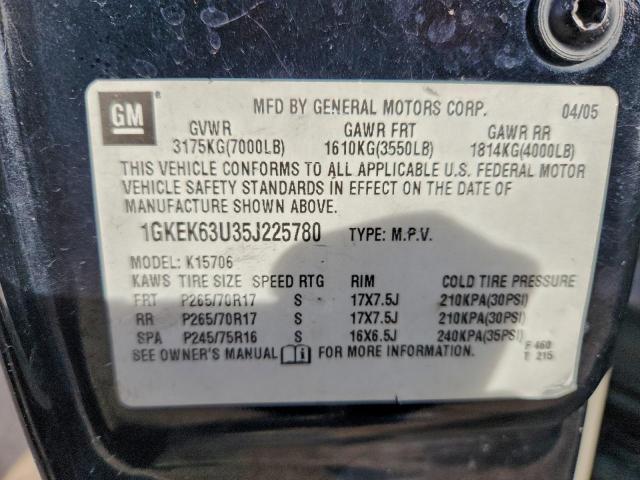 GM ®
MFD BY GENERAL MOTORS CORP. 04/05
GVWR GAWR FRT GAWR RR
3175KG(7000LB) 1610KG(3550LB) 1814KG(4000LB)
THIS VEHICLE CONFORMS TO ALL APPLICABLE U.S. FEDERAL MOTOR
VEHICLE SAFETY STANDARDS IN EFFECT ON THE DATE OF
MANUFACTURE SHOWN ABOVE.
1GKEK63U35J225780 TYPE: M.P.V.
MODEL: K15706
KAWS TIRE SIZE SPEED RTG RIM COLD TIRE PRESSURE
FRT P265/70R17 S 17X7.5J 210KPA(30PSI)
RR P265/70R17 S 17X7.5J 210KPA(30PSI)
SPA P245/75R16 S 16X6.5J 240KPA(35PSI)
SEE OWNER'S MANUAL i FOR MORE INFORMATION.
F 460
T 215